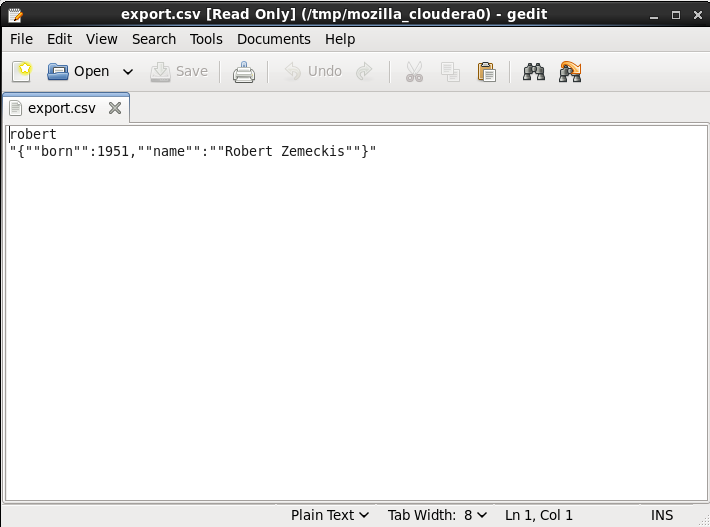 export.csv [Read Only] (/tmp/mozilla_cloudera0) - gedit
File Edit View Search Tools Documents Help
Open Save Undo
export.csv
robert
"{""born"":1951,""name"":""Robert Zemeckis""}"
Plain Text Tab Width: 8 Ln 1, Col 1 INS